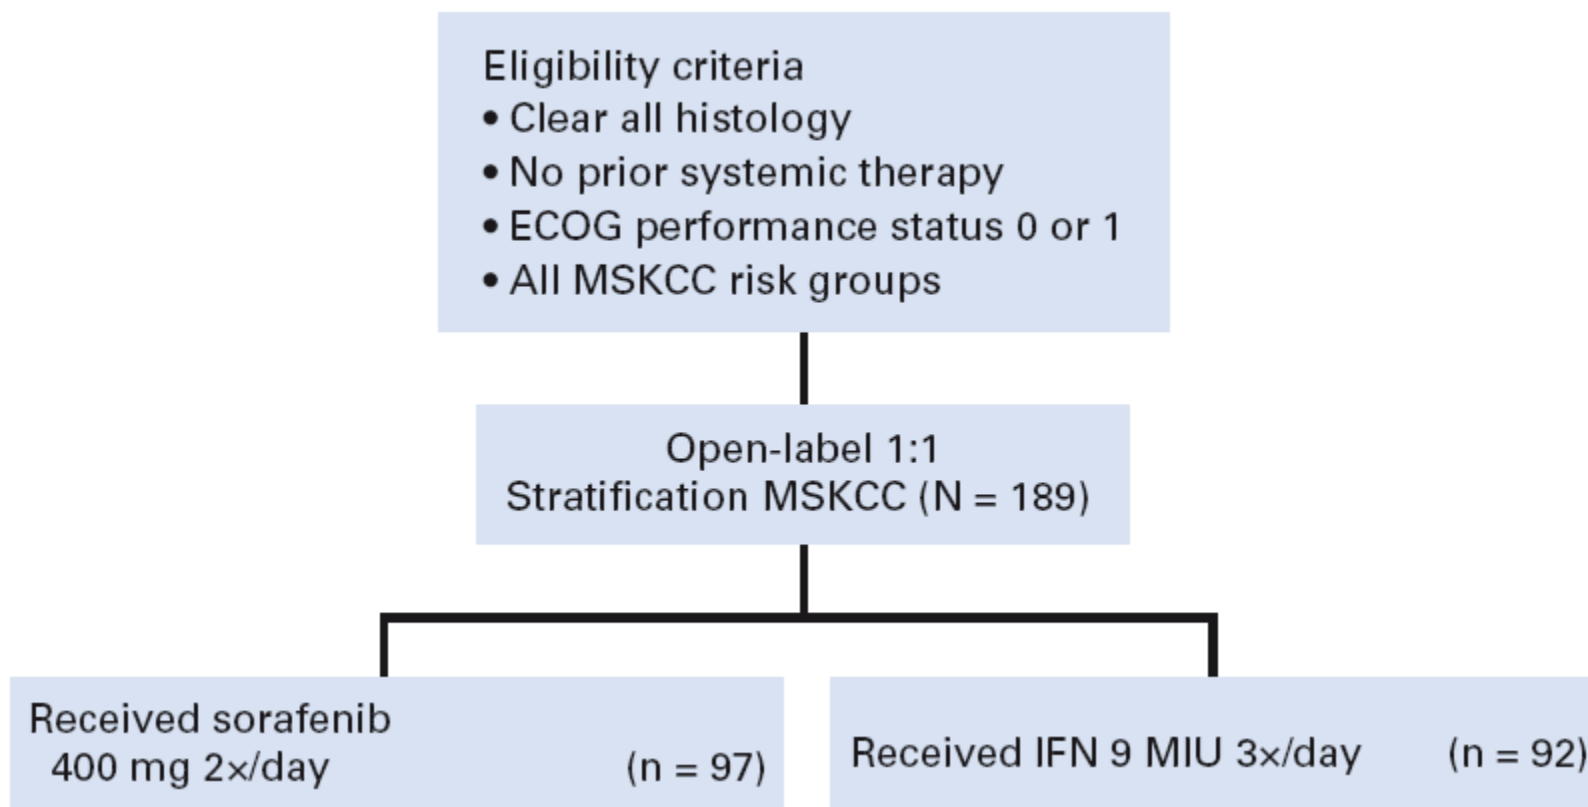 Eligibility criteria
• Clear all histology
• No prior systemic therapy
• ECOG performance status 0 or 1
• All MSKCC risk groups
Open-label 1:1
Stratification MSKCC (N = 189)
Received sorafenib
400 mg 2×/day (n = 97)
Received IFN 9 MIU 3×/day (n = 92)